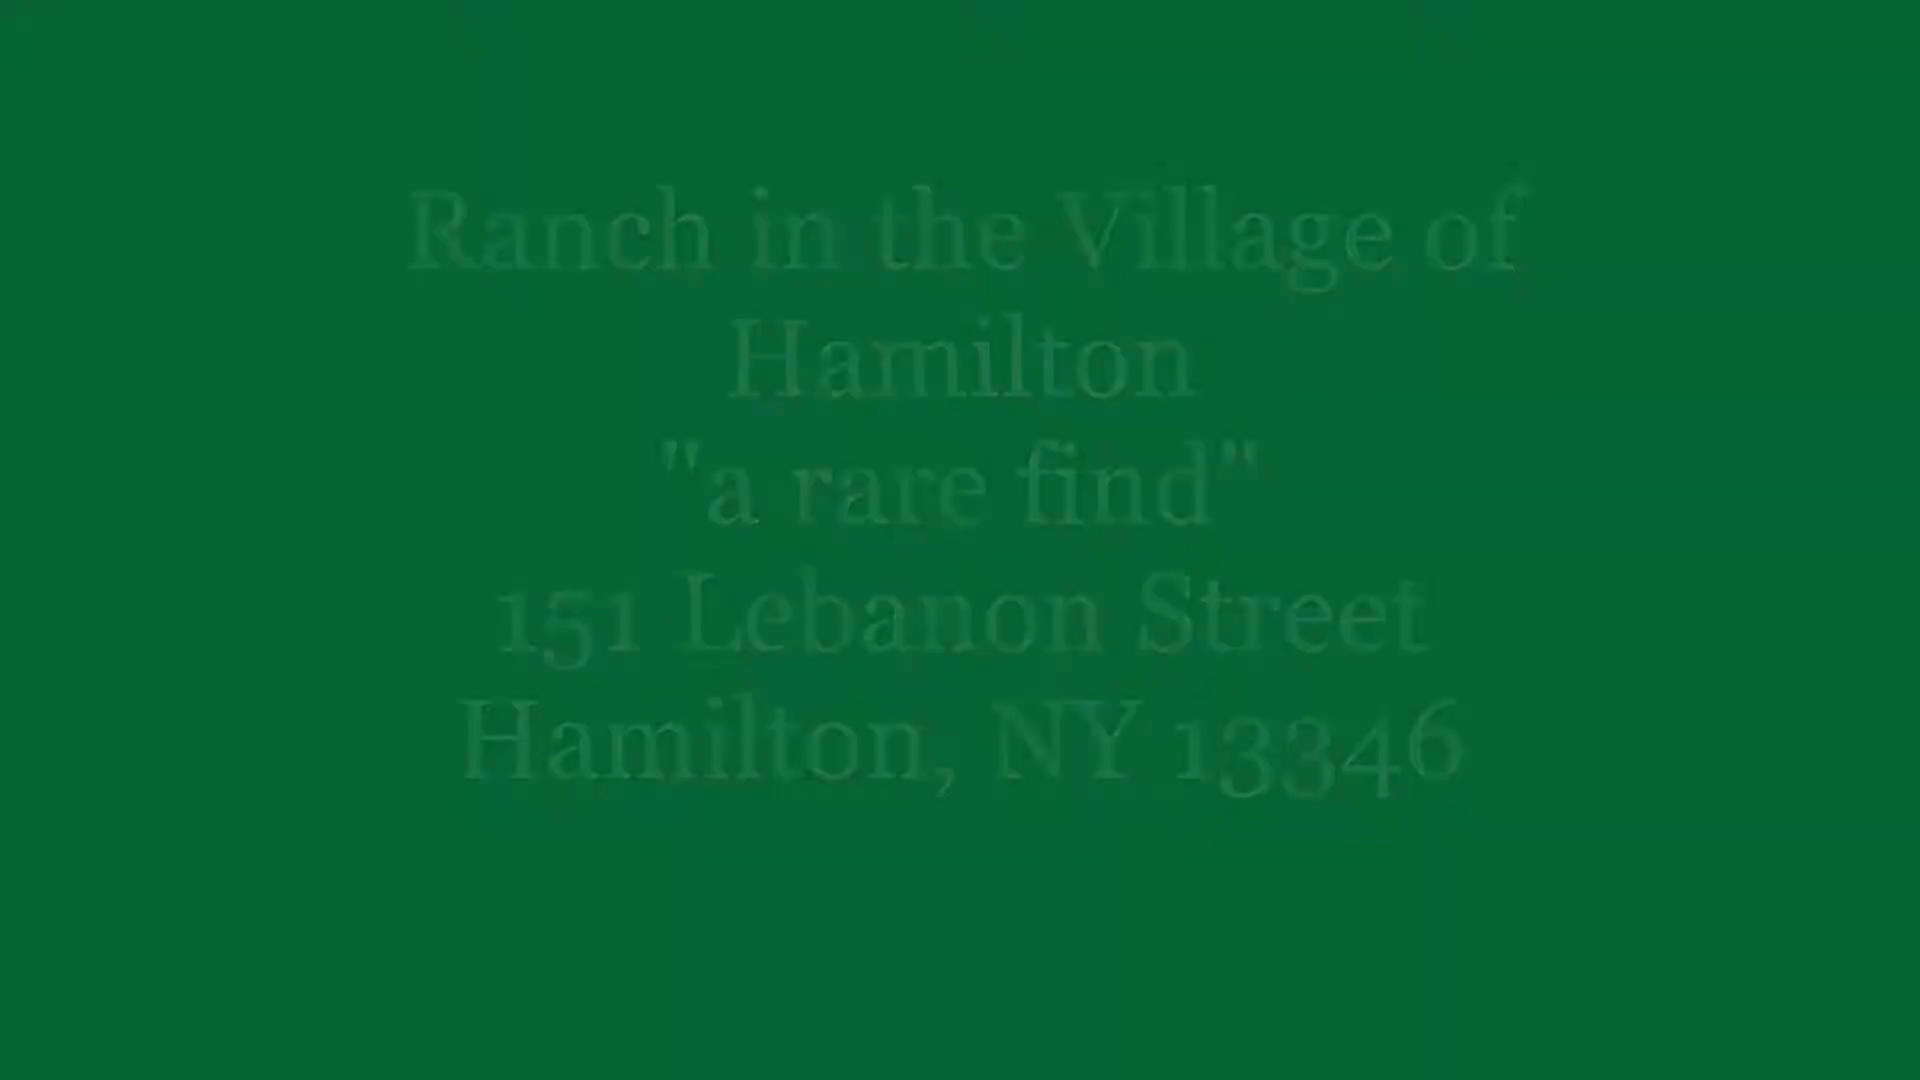 Ranch in the Village of
Hamilton
"a rare find"
151 Lebanon Street
Hamilton, NY 13346